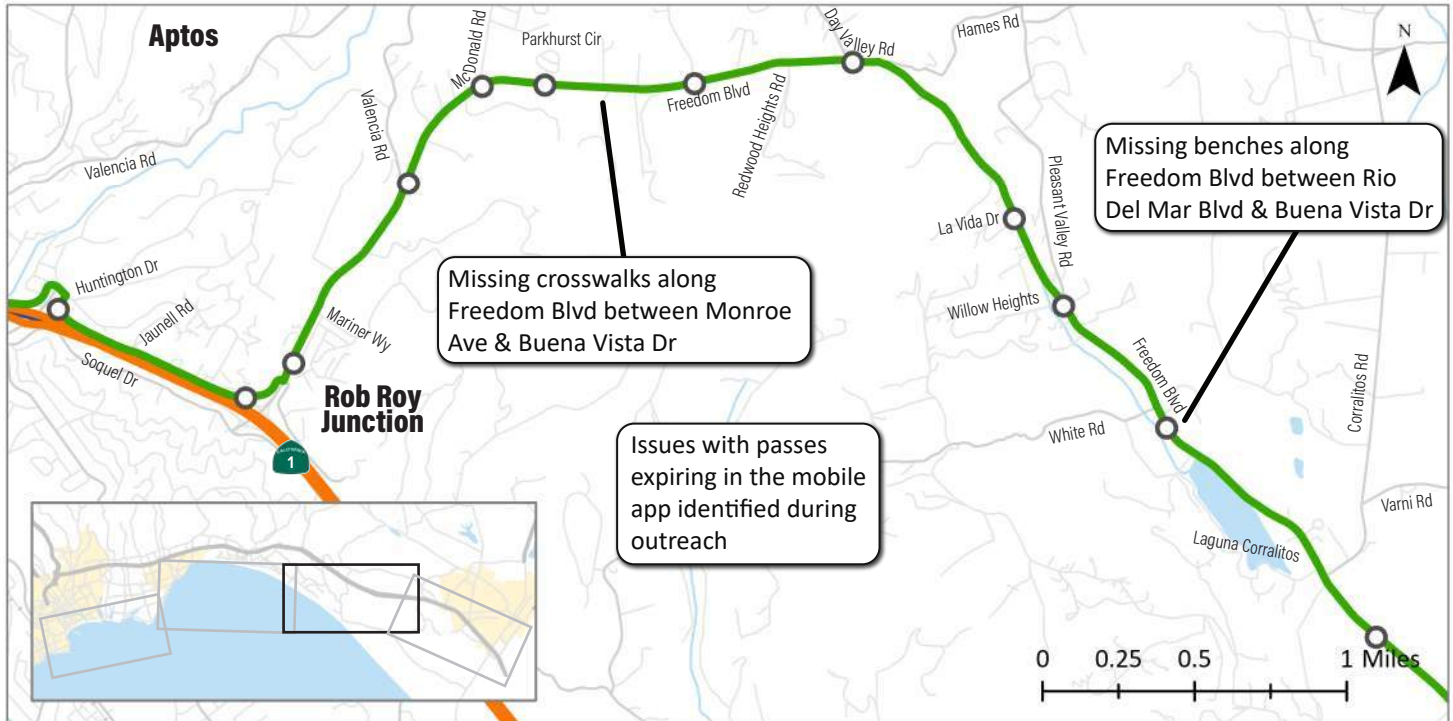 Aptos
McDonald Rd
Parkhurst Cir
Day Valley Rd
Hames Rd
N
Valencia Rd
Valencia Rd
Freedom Blvd
Redwood Heights Rd
Pleasant Valley Rd
Missing benches along
Freedom Blvd between Rio
Del Mar Blvd & Buena Vista Dr
La Vida Dr
Huntington Dr
Jaunell Rd
Soquel Dr
Mariner Wy
Missing crosswalks along
Freedom Blvd between Monroe
Ave & Buena Vista Dr
Willow Heights
Freedom Blvd
Corralitos Rd
Rob Roy
Junction
CALIFORNIA
1
White Rd
Issues with passes
expiring in the mobile
app identified during
outreach
Varni Rd
Laguna Corralitos
0 0.25 0.5 1 Miles